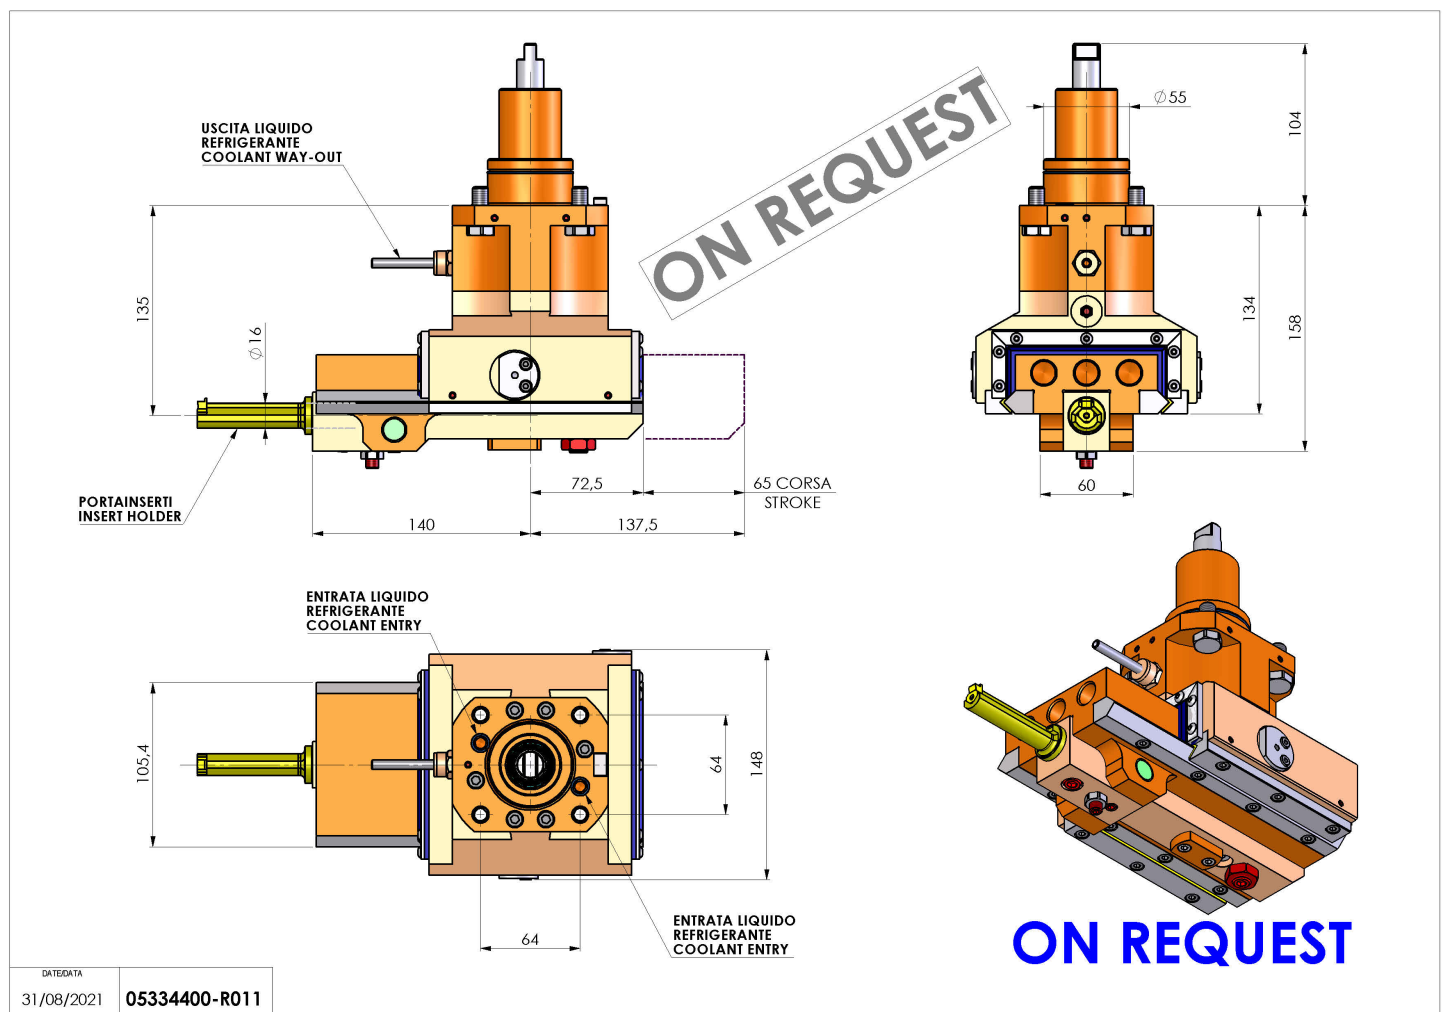 USCITA LIQUIDO
REFRIGERANTE
COOLANT WAY-OUT
ON REQUEST
Ø55
104
135
Ø16
134
158
PORTAINSERTI
INSERT HOLDER
72,5
65 CORSA
STROKE
140
137,5
60
ENTRATA LIQUIDO
REFRIGERANTE
COOLANT ENTRY
105,4
64
148
64
ENTRATA LIQUIDO
REFRIGERANTE
COOLANT ENTRY
ON REQUEST
DATE/DATA
31/08/2021
05334400-R011